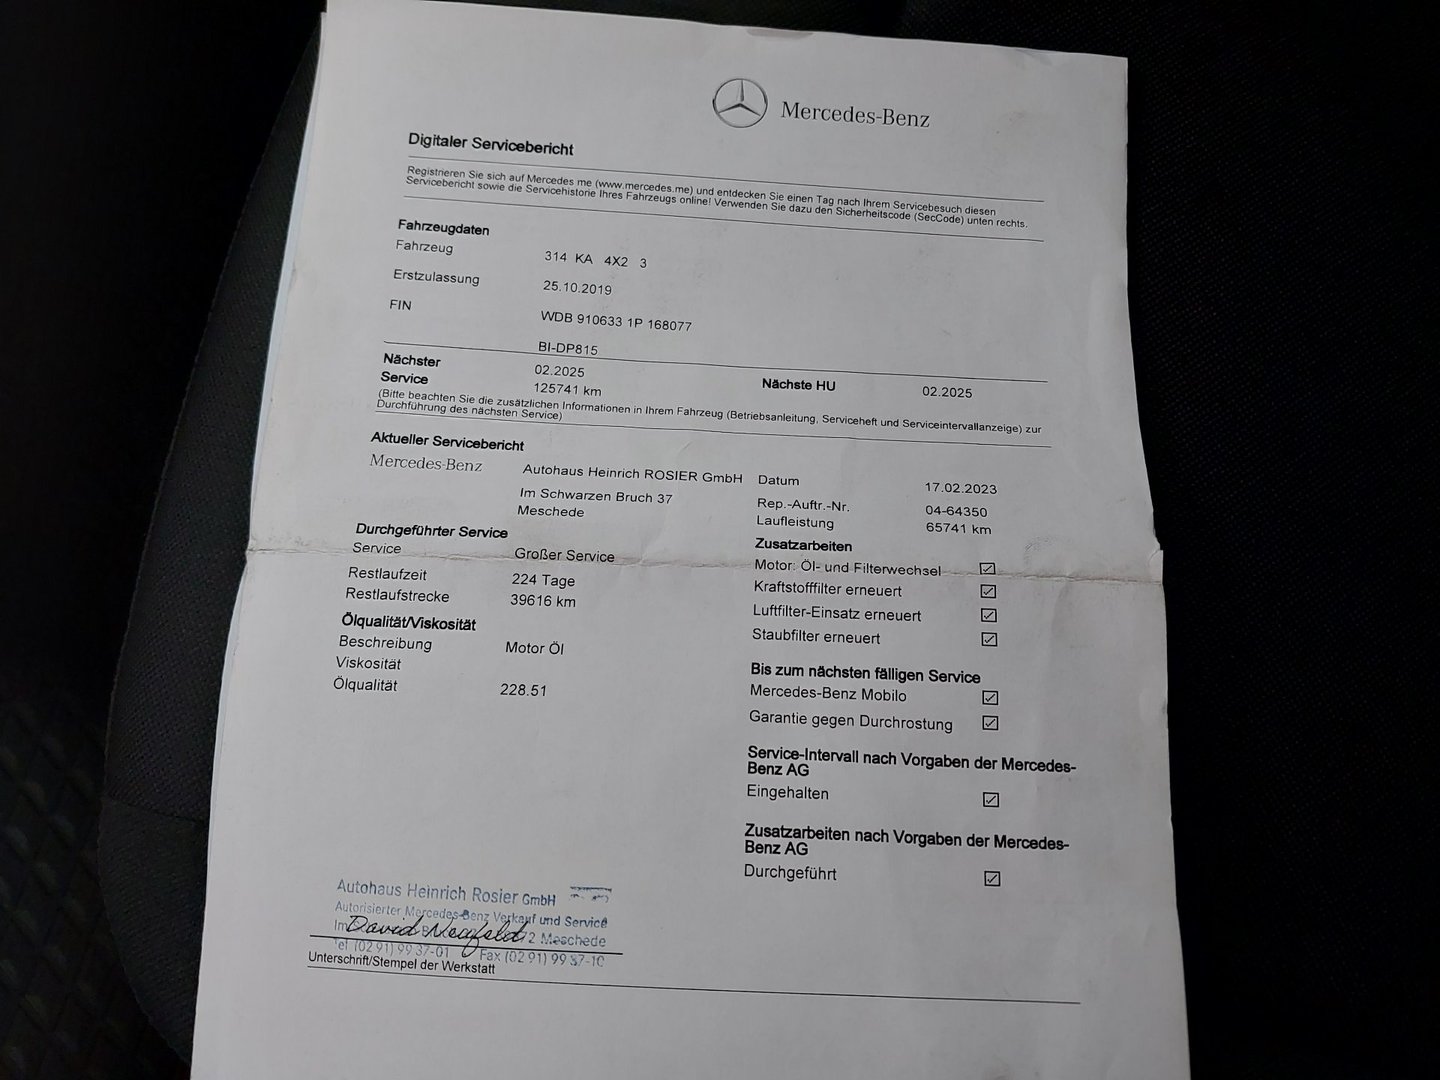 Mercedes-Benz
Digitaler Servicebericht
Registrieren Sie sich auf Mercedes me (www.mercedes.me) und entdecken Sie einen Tag nach Ihrem Servicebesuch diesen
Servicebericht sowie die Servicehistorie Ihres Fahrzeugs online! Verwenden Sie dazu den Sicherheitscode (SecCode) unten rechts.
Fahrzeugdaten
Fahrzeug 314 KA 4X2 3
Erstzulassung 25.10.2019
FIN WDB 910633 1P 168077
BI-DP815
Nächster Service 02.2025 Nächste HU 02.2025
125741 km
(Bitte beachten Sie die zusätzlichen Informationen in Ihrem Fahrzeug (Betriebsanleitung, Serviceheft und Serviceintervallanzeige) zur
Durchführung des nächsten Service)
Aktueller Servicebericht
Mercedes-Benz Autohaus Heinrich ROSIER GmbH
Im Schwarzen Bruch 37
Meschede
Datum 17.02.2023
Rep.-Auftr.-Nr. 04-64350
Laufleistung 65741 km
Durchgeführter Service
Service Großer Service
Restlaufzeit 224 Tage
Restlaufstrecke 39616 km
Ölqualität/Viskosität
Beschreibung Motor Öl
Viskosität
Ölqualität 228.51
Zusatzarbeiten
Motor: Öl- und Filterwechsel ☑
Kraftstofffilter erneuert ☑
Luftfilter-Einsatz erneuert ☑
Staubfilter erneuert ☑
Bis zum nächsten fälligen Service
Mercedes-Benz Mobilo ☑
Garantie gegen Durchrostung ☑
Service-Intervall nach Vorgaben der Mercedes-
Benz AG
Eingehalten ☑
Zusatzarbeiten nach Vorgaben der Mercedes-
Benz AG
Durchgeführt ☑
Autohaus Heinrich Rosier GmbH
Autorisierter Mercedes-Benz Verkauf und Service
Im 2 Meschede
David Neufeld
Tel (02 91) 99 37-01 Fax (02 91) 99 37-10
Unterschrift/Stempel der Werkstatt